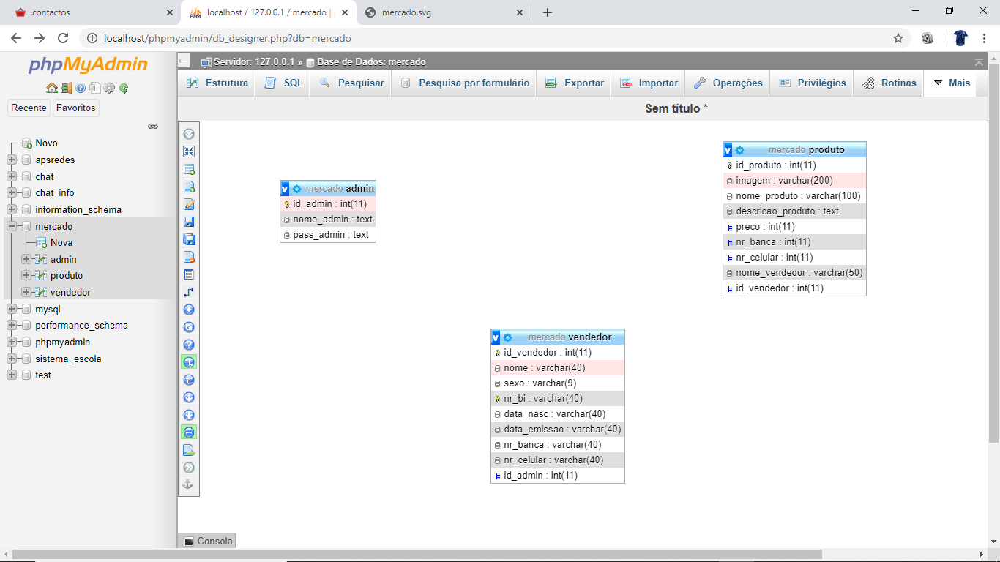 contactos
localhost / 127.0.0.1 / mercado |
mercado.svg
localhost/phpmyadmin/db_designer.php?db=mercado
phpMyAdmin
Recente Favoritos
Novo
apsredes
chat
chat_info
information_schema
mercado
Nova
admin
produto
vendedor
mysql
performance_schema
phpmyadmin
sistema_escola
test
Servidor: 127.0.0.1 » Base de Dados: mercado
Estrutura SQL Pesquisar Pesquisa por formulário Exportar Importar Operações Privilégios Rotinas Mais
Sem título *
mercado admin
id_admin : int(11)
nome_admin : text
pass_admin : text
mercado produto
id_produto : int(11)
imagem : varchar(200)
nome_produto : varchar(100)
descricao_produto : text
preco : int(11)
nr_banca : int(11)
nr_celular : int(11)
nome_vendedor : varchar(50)
id_vendedor : int(11)
mercado vendedor
id_vendedor : int(11)
nome : varchar(40)
sexo : varchar(9)
nr_bi : varchar(40)
data_nasc : varchar(40)
data_emissao : varchar(40)
nr_banca : varchar(40)
nr_celular : varchar(40)
id_admin : int(11)
Consola